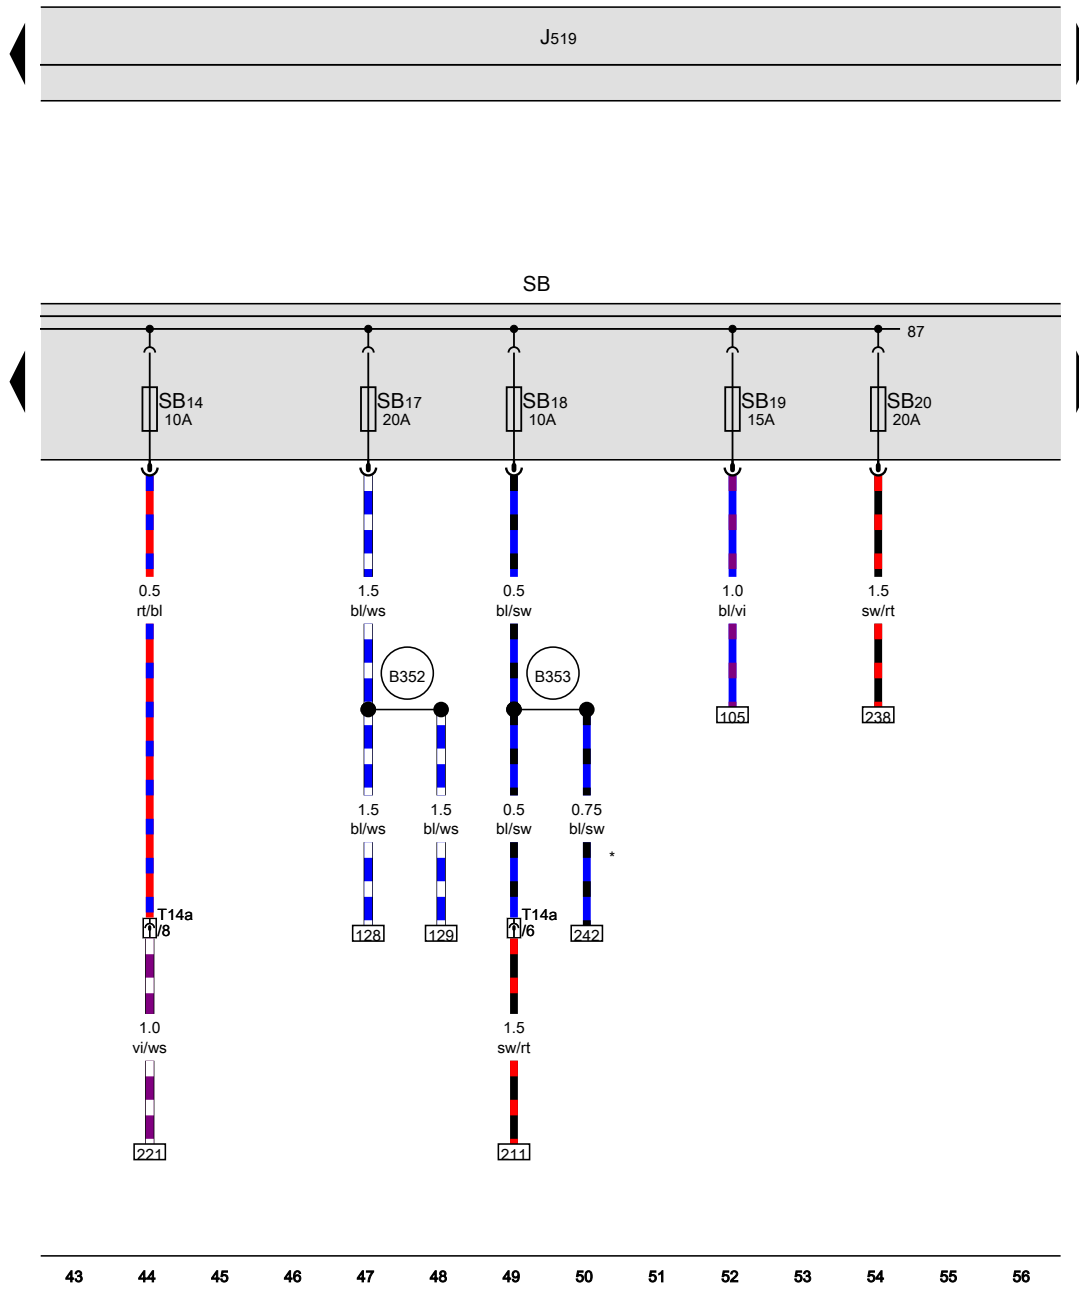 J519
SB
87
SB14
10A
SB17
20A
SB18
10A
SB19
15A
SB20
20A
0.5
rt/bl
1.5
bl/ws
0.5
bl/sw
1.0
bl/vi
1.5
sw/rt
B352
B353
105
238
1.5
bl/ws
1.5
bl/ws
0.5
bl/sw
0.75
bl/sw
*
T14a
/8
T14a
/6
128
129
242
1.0
vi/ws
1.5
sw/rt
221
211
43 44 45 46 47 48 49 50 51 52 53 54 55 56